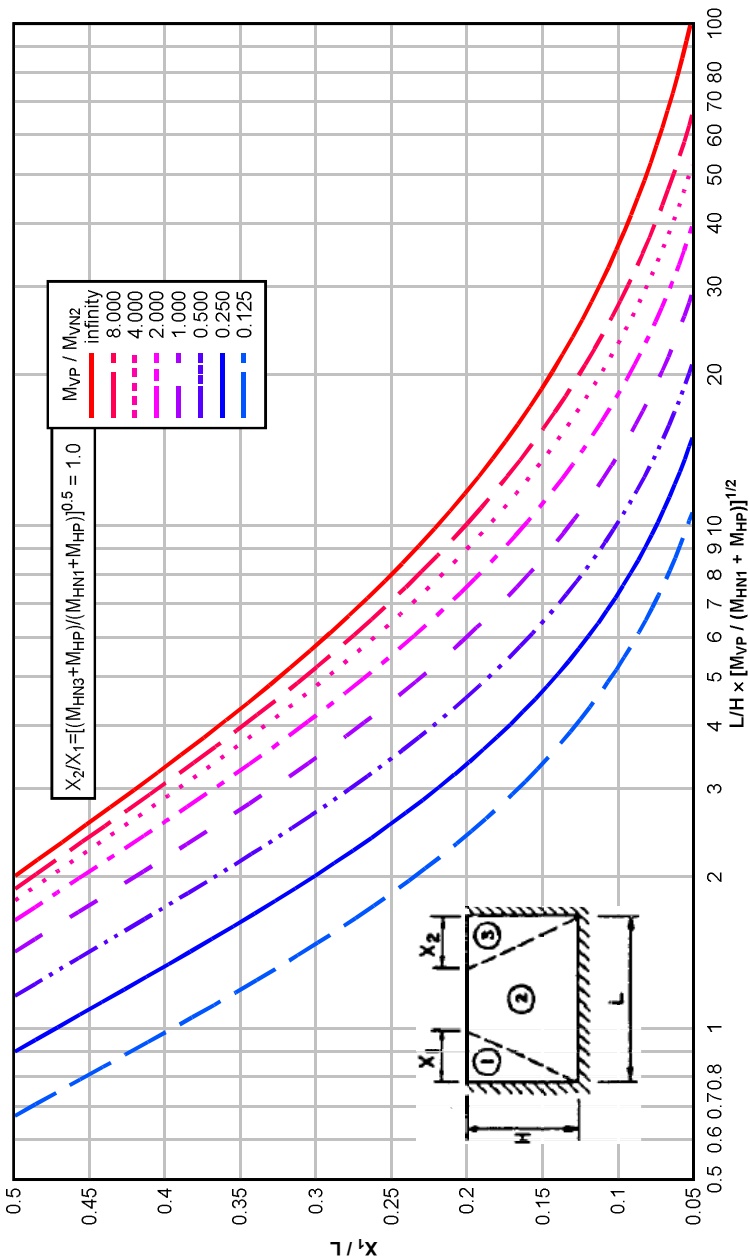 X₂/X₁=[(M_HN3+M_HP)/(M_HN1+M_HP)]^0.5 = 1.0
M_VP / M_VN2
infinity
8.000
4.000
2.000
1.000
0.500
0.250
0.125
X₁ / L
0.5
0.45
0.4
0.35
0.3
0.25
0.2
0.15
0.1
0.05
0.5 0.6 0.7 0.8 1 2 3 4 5 6 7 8 9 10 20 30 40 50 60 70 80 100
L/H x [M_VP / (M_HN1 + M_HP)]^1/2
X₁
X₂
1
2
3
H
L